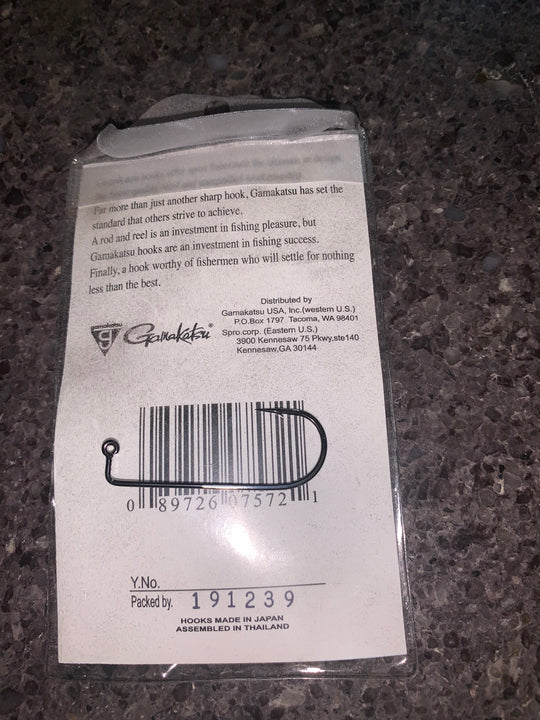 Far more than just another sharp hook, Gamakatsu has set the
standard that others strive to achieve.
A rod and reel is an investment in fishing pleasure, but
Gamakatsu hooks are an investment in fishing success.
Finally, a hook worthy of fishermen who will settle for nothing
less than the best.
Distributed by
Gamakatsu USA, Inc.(western U.S.)
P.O.Box 1797 Tacoma, WA 98401
Spro.corp. (Eastern U.S.)
3900 Kennesaw 75 Pkwy,ste140
Kennesaw,GA 30144
gamakatsu
g
Gamakatsu®
0 89726 07572 1
Y.No.
Packed by. 191239
HOOKS MADE IN JAPAN
ASSEMBLED IN THAILAND